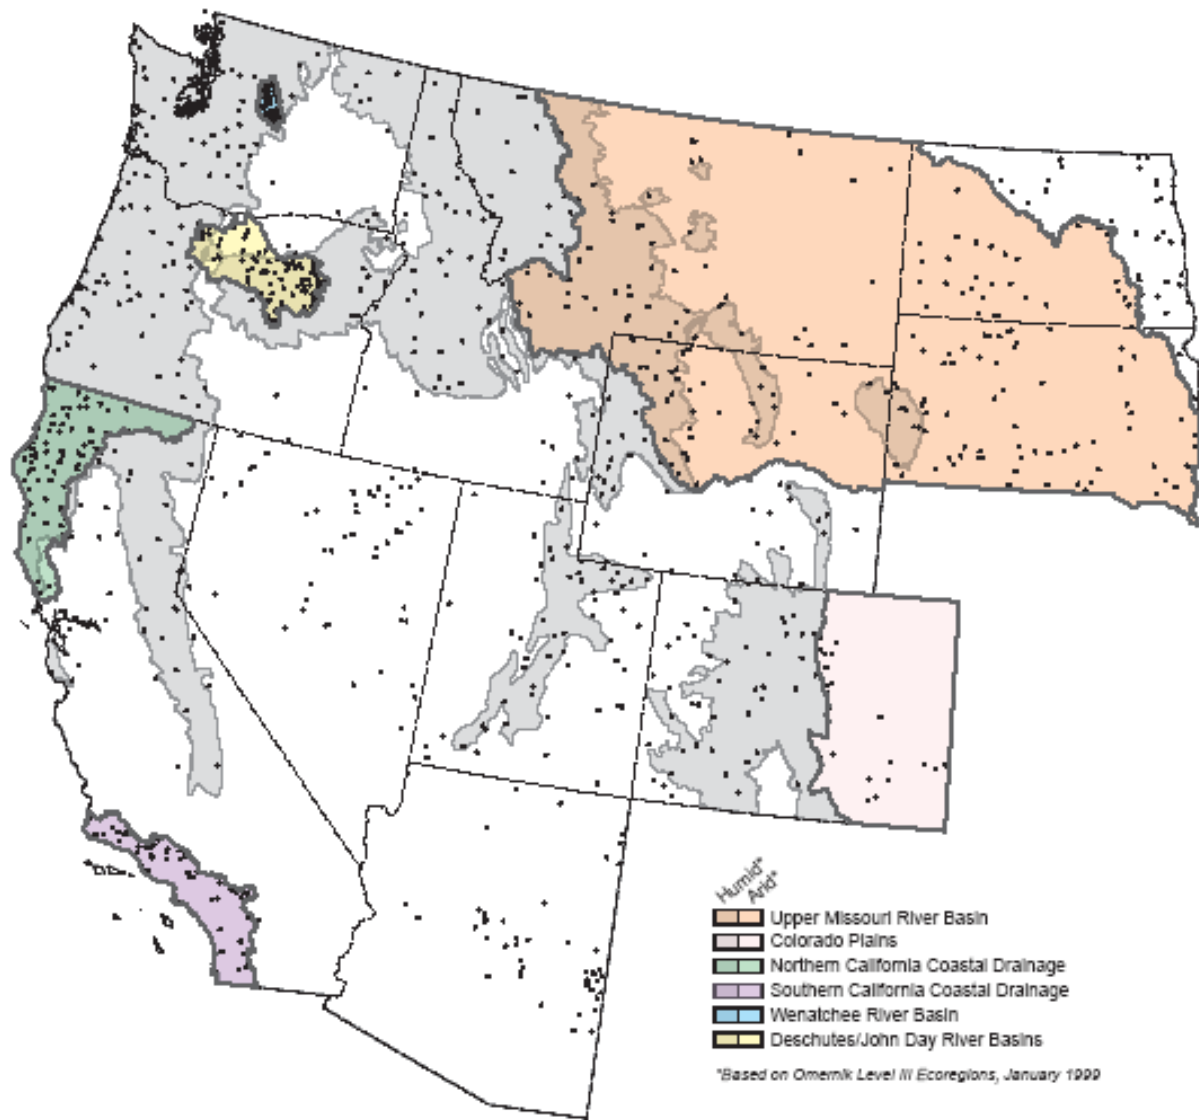 Humid*
Arid*
Upper Missouri River Basin
Colorado Plains
Northern California Coastal Drainage
Southern California Coastal Drainage
Wenatchee River Basin
Deschutes/John Day River Basins
*Based on Omernik Level III Ecoregions, January 1999